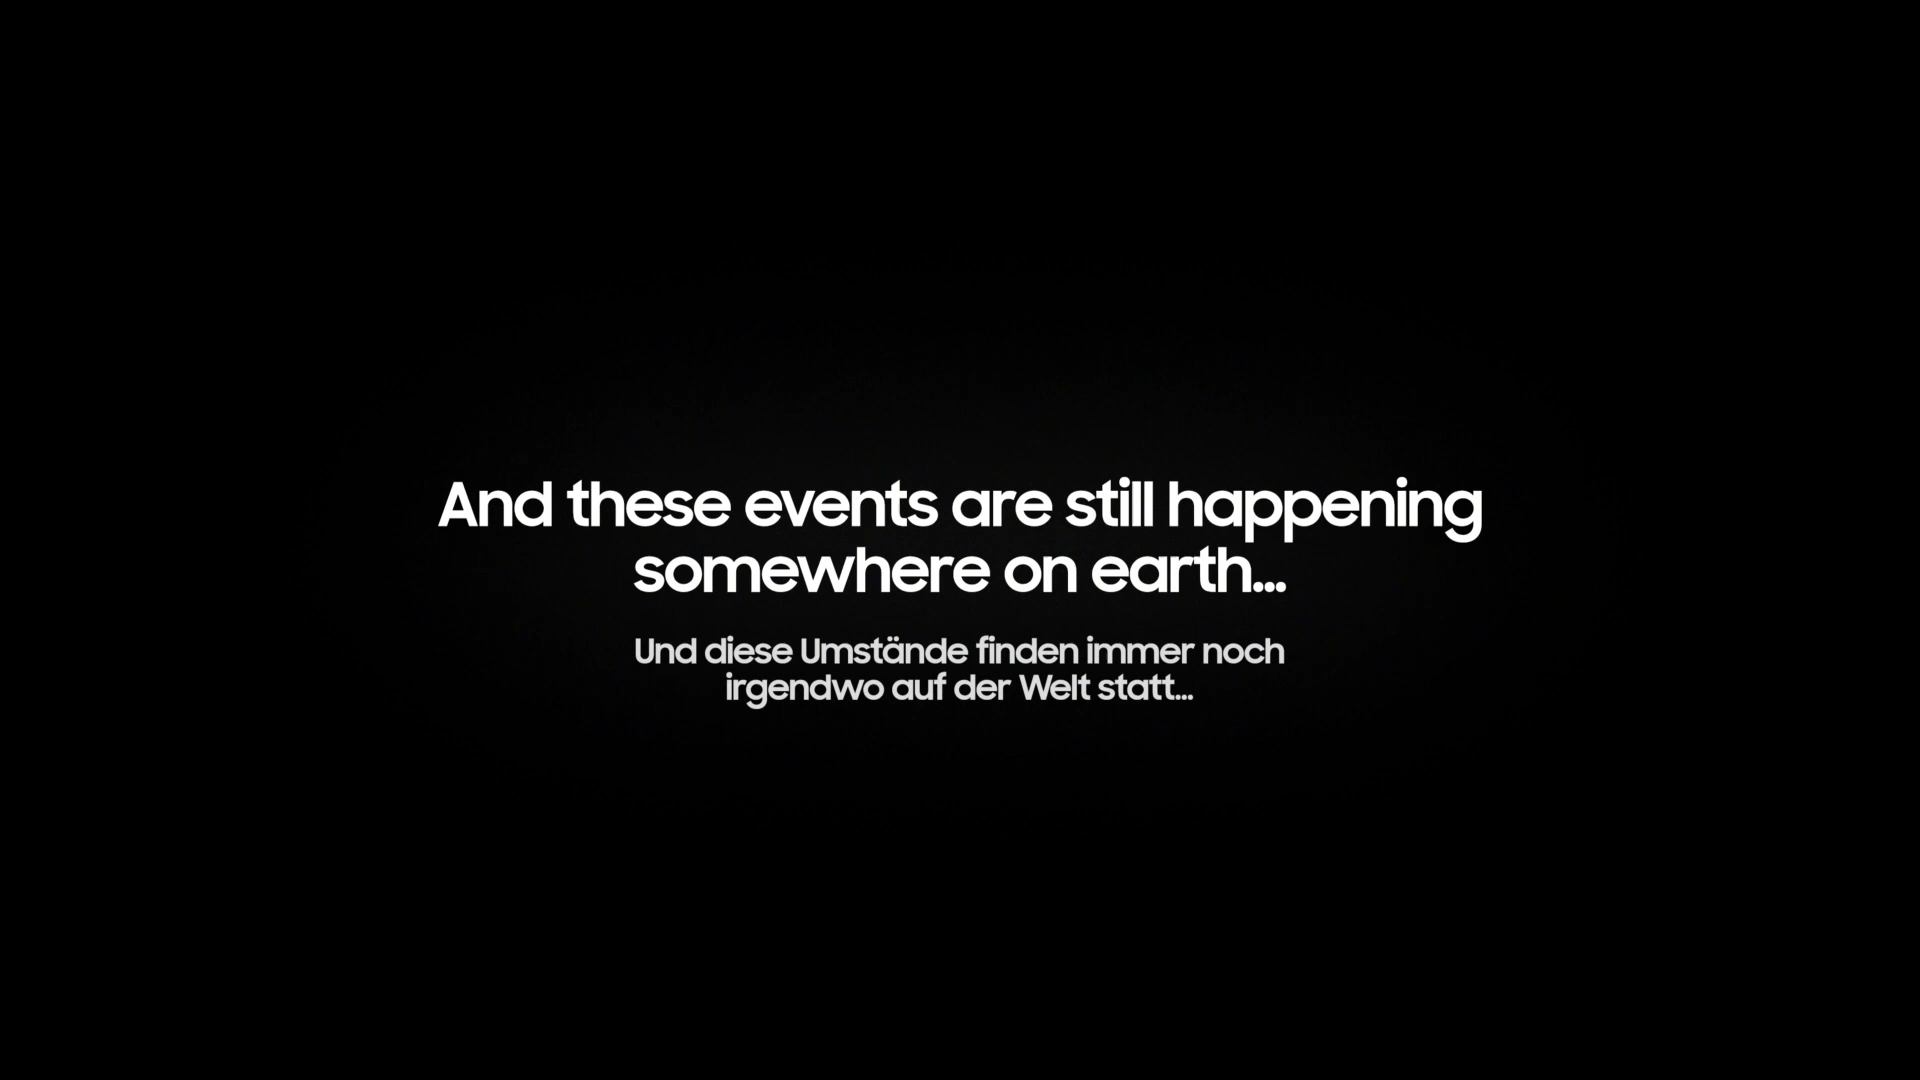 And these events are still happening
somewhere on earth...
Und diese Umstände finden immer noch
irgendwo auf der Welt statt...